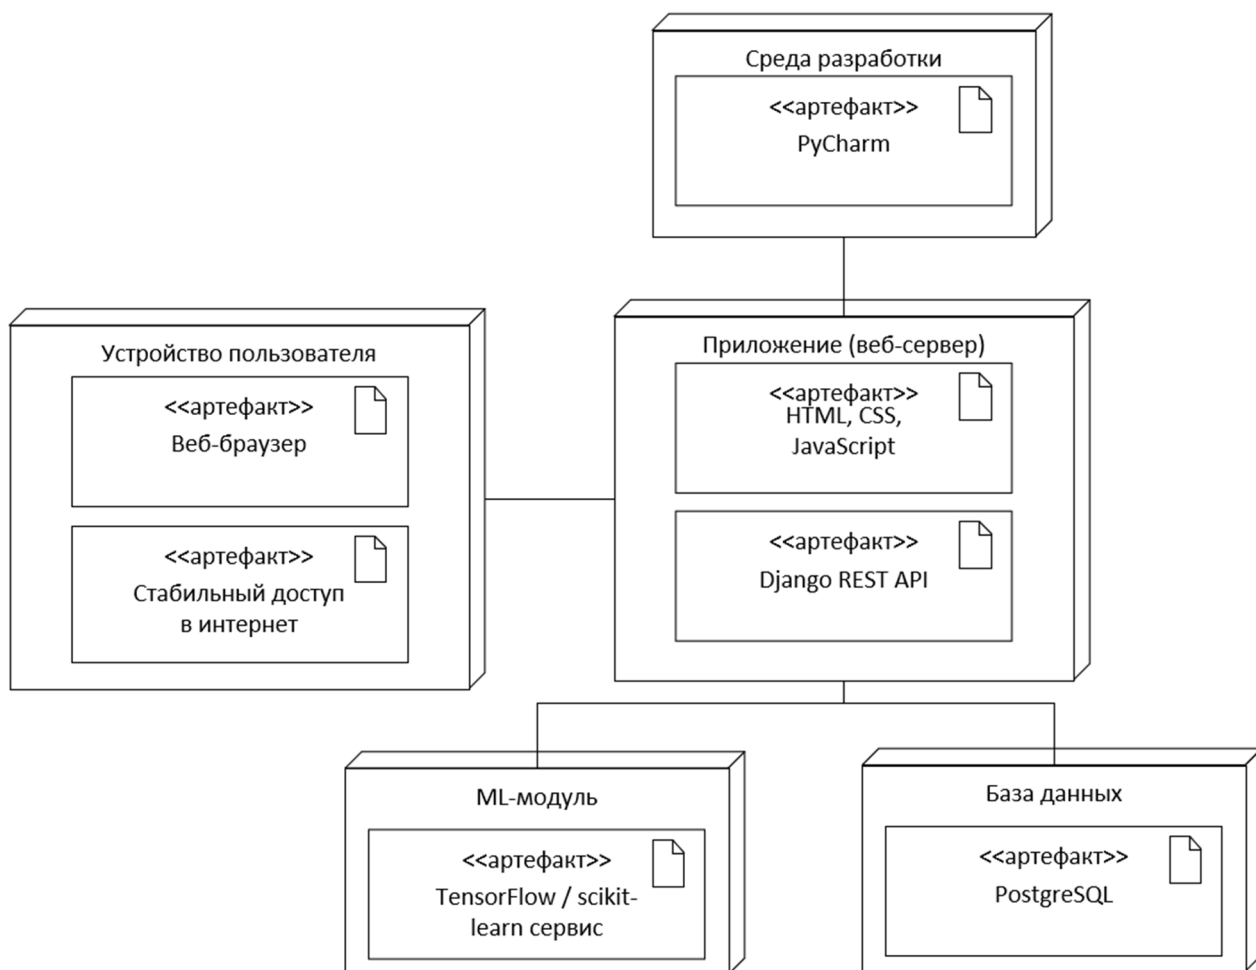 Среда разработки
<<артефакт>>
PyCharm
Устройство пользователя
<<артефакт>>
Веб-браузер
<<артефакт>>
Стабильный доступ
в интернет
Приложение (веб-сервер)
<<артефакт>>
HTML, CSS,
JavaScript
<<артефакт>>
Django REST API
ML-модуль
<<артефакт>>
TensorFlow / scikit-
learn сервис
База данных
<<артефакт>>
PostgreSQL